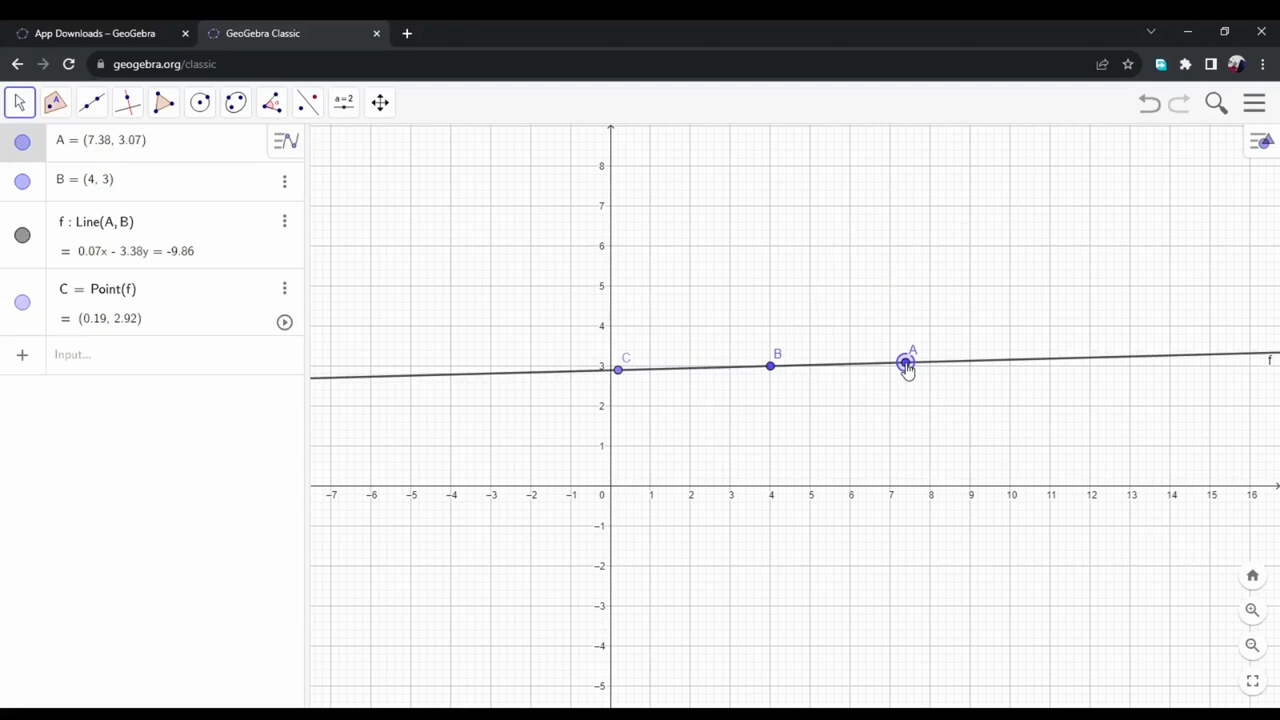 App Downloads – GeoGebra
GeoGebra Classic
geogebra.org/classic
a=2
A = (7.38, 3.07)
B = (4, 3)
f : Line(A, B)
= 0.07x - 3.38y = -9.86
C = Point(f)
= (0.19, 2.92)
Input...
8
7
6
5
4
3
2
1
C
B
A
f
−7 −6 −5 −4 −3 −2 −1 0 1 2 3 4 5 6 7 8 9 10 11 12 13 14 15 16
−1
−2
−3
−4
−5